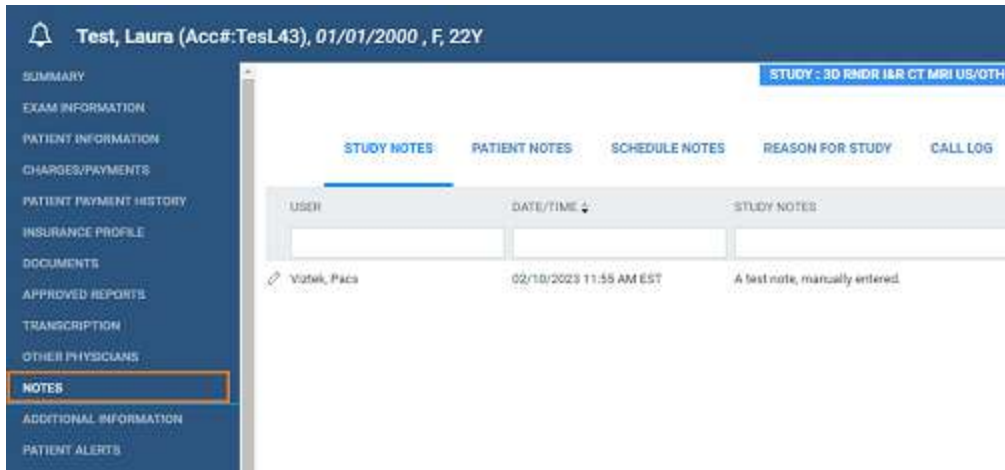 Test, Laura (Acc#:TesL43), 01/01/2000 , F, 22Y
SUMMARY
EXAM INFORMATION
PATIENT INFORMATION
CHARGES/PAYMENTS
PATIENT PAYMENT HISTORY
INSURANCE PROFILE
DOCUMENTS
APPROVED REPORTS
TRANSCRIPTION
OTHER PHYSICIANS
NOTES
ADDITIONAL INFORMATION
PATIENT ALERTS
STUDY : 3D RNDR I&R CT MRI US/OTH
STUDY NOTES PATIENT NOTES SCHEDULE NOTES REASON FOR STUDY CALL LOG
USER DATE/TIME STUDY NOTES
Viztek, Pacs 02/10/2023 11:55 AM EST A test note, manually entered.